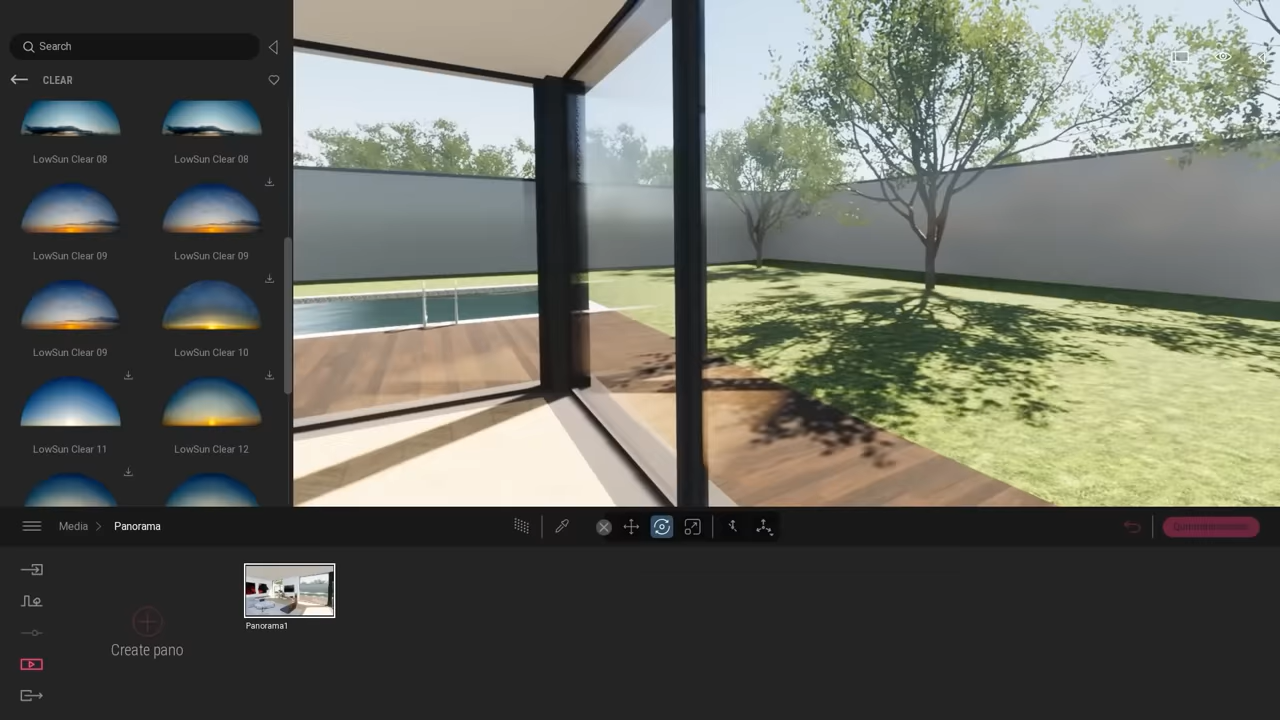 Search
CLEAR
LowSun Clear 08
LowSun Clear 08
LowSun Clear 09
LowSun Clear 09
LowSun Clear 09
LowSun Clear 10
LowSun Clear 11
LowSun Clear 12
Media
Panorama
Create pano
Panorama1